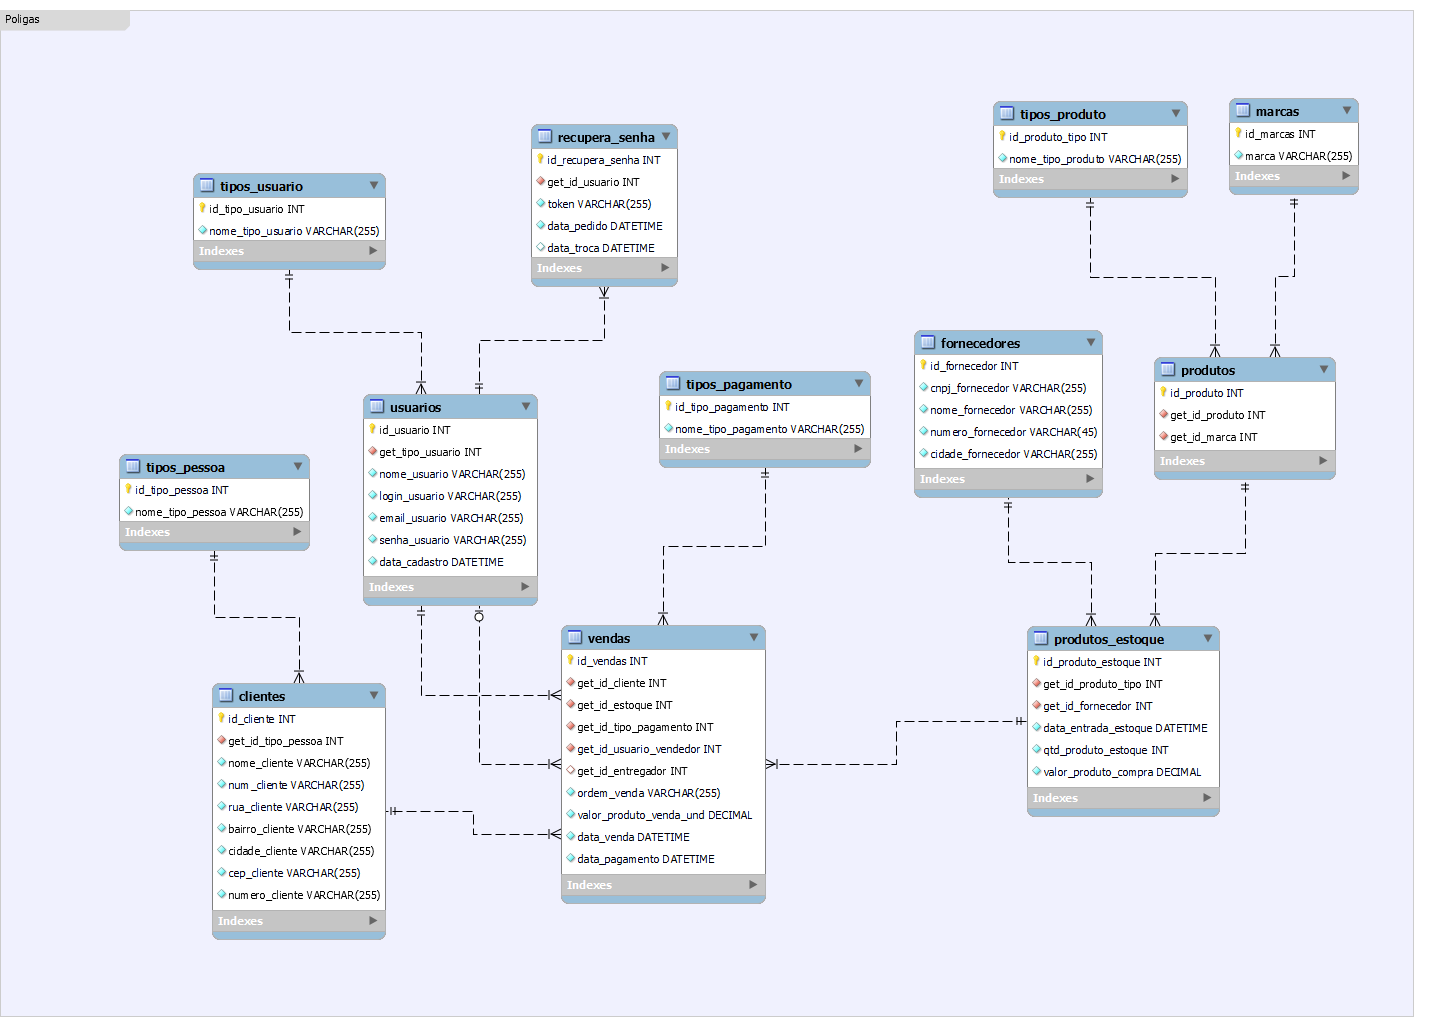 Poligas
tipos_usuario
id_tipo_usuario INT
nome_tipo_usuario VARCHAR(255)
Indexes
recupera_senha
id_recupera_senha INT
get_id_usuario INT
token VARCHAR(255)
data_pedido DATETIME
data_troca DATETIME
Indexes
tipos_produto
id_produto_tipo INT
nome_tipo_produto VARCHAR(255)
Indexes
marcas
id_marcas INT
marca VARCHAR(255)
Indexes
tipos_pessoa
id_tipo_pessoa INT
nome_tipo_pessoa VARCHAR(255)
Indexes
usuarios
id_usuario INT
get_tipo_usuario INT
nome_usuario VARCHAR(255)
login_usuario VARCHAR(255)
email_usuario VARCHAR(255)
senha_usuario VARCHAR(255)
data_cadastro DATETIME
Indexes
tipos_pagamento
id_tipo_pagamento INT
nome_tipo_pagamento VARCHAR(255)
Indexes
fornecedores
id_fornecedor INT
cnpj_fornecedor VARCHAR(255)
nome_fornecedor VARCHAR(255)
numero_fornecedor VARCHAR(45)
cidade_fornecedor VARCHAR(255)
Indexes
produtos
id_produto INT
get_id_produto INT
get_id_marca INT
Indexes
clientes
id_cliente INT
get_id_tipo_pessoa INT
nome_cliente VARCHAR(255)
num_cliente VARCHAR(255)
rua_cliente VARCHAR(255)
bairro_cliente VARCHAR(255)
cidade_cliente VARCHAR(255)
cep_cliente VARCHAR(255)
numero_cliente VARCHAR(255)
Indexes
vendas
id_vendas INT
get_id_cliente INT
get_id_estoque INT
get_id_tipo_pagamento INT
get_id_usuario_vendedor INT
get_id_entregador INT
ordem_venda VARCHAR(255)
valor_produto_venda_und DECIMAL
data_venda DATETIME
data_pagamento DATETIME
Indexes
produtos_estoque
id_produto_estoque INT
get_id_produto_tipo INT
get_id_fornecedor INT
data_entrada_estoque DATETIME
qtd_produto_estoque INT
valor_produto_compra DECIMAL
Indexes